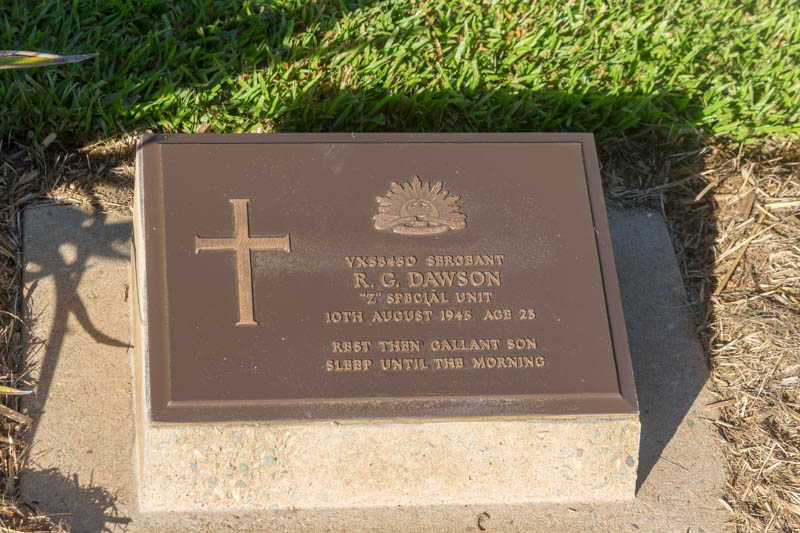 VX53450 SERGEANT
R. G. DAWSON
"Z" SPECIAL UNIT
10TH AUGUST 1945 AGE 25
REST THEN GALLANT SON
SLEEP UNTIL THE MORNING